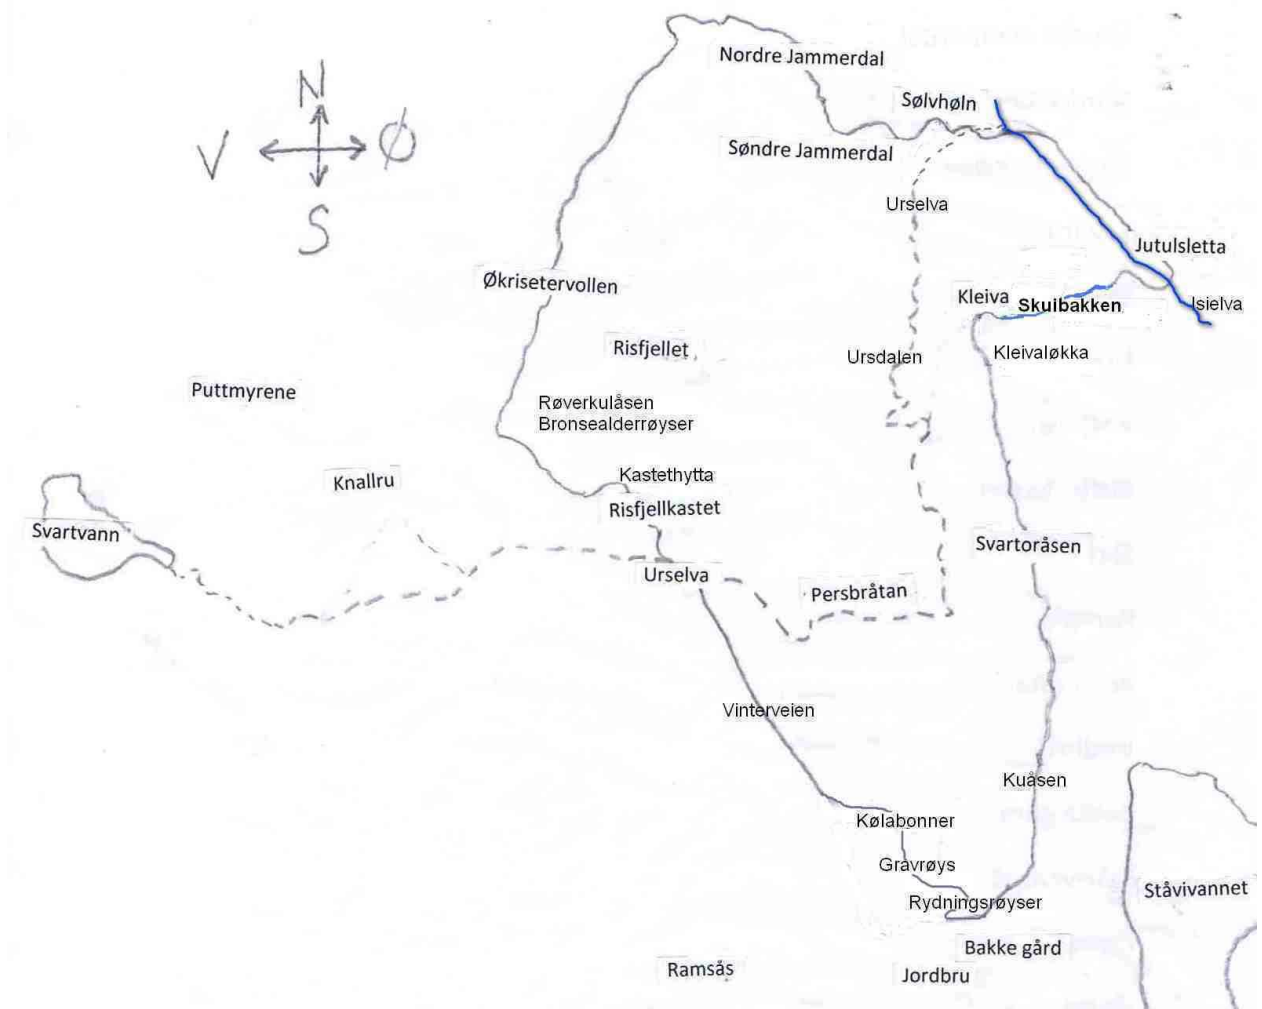 Nordre Jammerdal
N
Sølvhøln
V
Ø
Søndre Jammerdal
Urselva
S
Jutulsletta
Økrisetervollen
Kleiva
Skuibakken
Isielva
Risfjellet
Ursdalen
Kleivaløkka
Puttmyrene
Røverkulåsen
Bronsealderrøyser
Knallru
Kastethytta
Risfjellkastet
Svartvann
Svartoråsen
Urselva
Persbråtan
Vinterveien
Kuåsen
Kølabonner
Gravrøys
Ståvivannet
Rydningsrøyser
Bakke gård
Ramsås
Jordbru